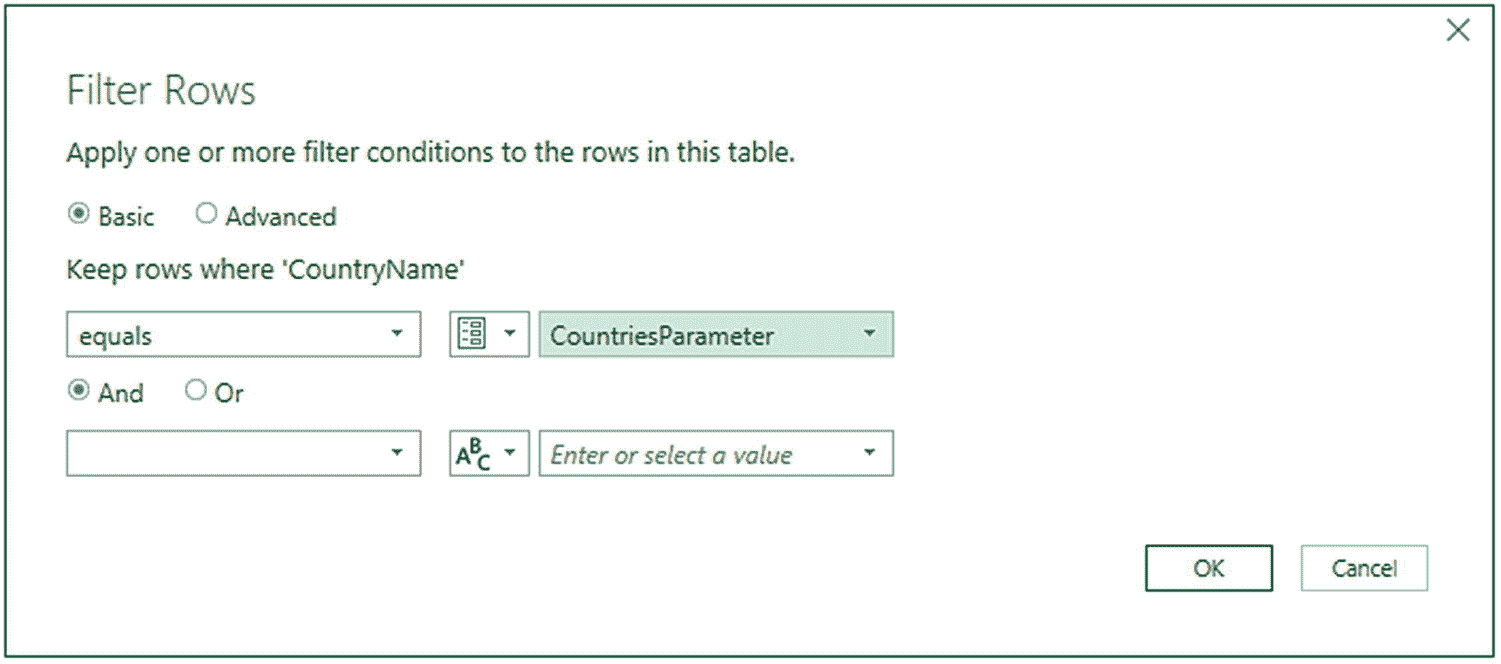 Filter Rows
Apply one or more filter conditions to the rows in this table.
Basic Advanced
Keep rows where 'CountryName'
equals CountriesParameter
And Or
ABC Enter or select a value
OK Cancel